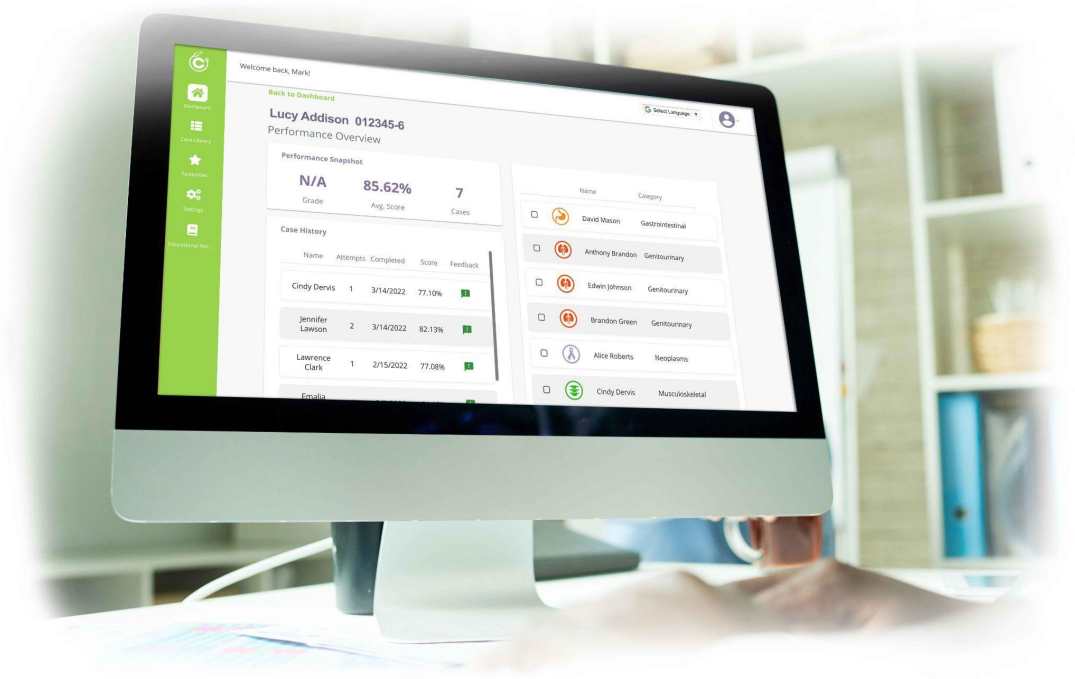 Welcome back, Mark!
Select Language
Dashboard
Case Library
Favourites
Settings
Educational Res...
Back to Dashboard
Lucy Addison 012345-6
Performance Overview
Performance Snapshot
N/A 85.62% 7
Grade Avg. Score Cases
Case History
Name Attempts Completed Score Feedback
Cindy Dervis 1 3/14/2022 77.10%
Jennifer
Lawson 2 3/14/2022 82.13%
Lawrence
Clark 1 2/15/2022 77.08%
Emalia
Name Category
David Mason Gastrointestinal
Anthony Brandon Genitourinary
Edwin Johnson Genitourinary
Brandon Green Genitourinary
Alice Roberts Neoplasms
Cindy Dervis Musculoskeletal